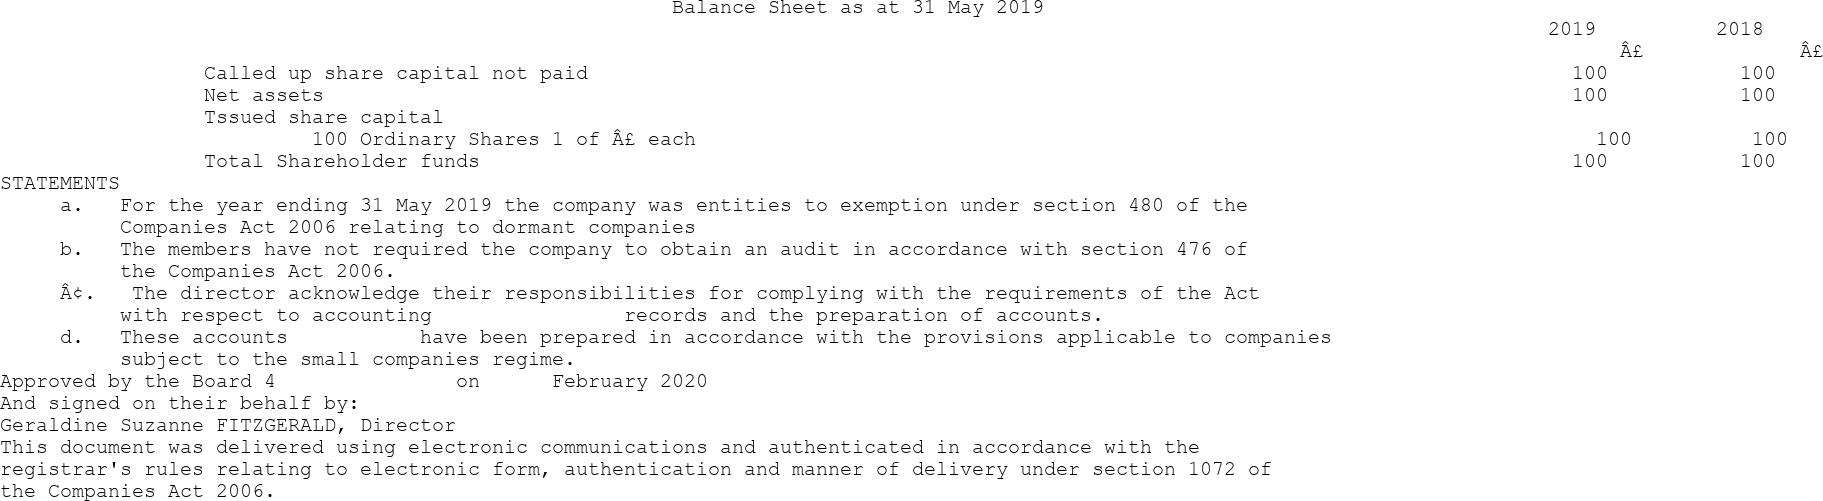 Balance Sheet as at 31 May 2019
2019 2018
Â£ Â£
Called up share capital not paid 100 100
Net assets 100 100
Tssued share capital
100 Ordinary Shares 1 of Â£ each 100 100
Total Shareholder funds 100 100
STATEMENTS
a. For the year ending 31 May 2019 the company was entities to exemption under section 480 of the
Companies Act 2006 relating to dormant companies
b. The members have not required the company to obtain an audit in accordance with section 476 of
the Companies Act 2006.
Â¢. The director acknowledge their responsibilities for complying with the requirements of the Act
with respect to accounting records and the preparation of accounts.
d. These accounts have been prepared in accordance with the provisions applicable to companies
subject to the small companies regime.
Approved by the Board 4 on February 2020
And signed on their behalf by:
Geraldine Suzanne FITZGERALD, Director
This document was delivered using electronic communications and authenticated in accordance with the
registrar's rules relating to electronic form, authentication and manner of delivery under section 1072 of
the Companies Act 2006.